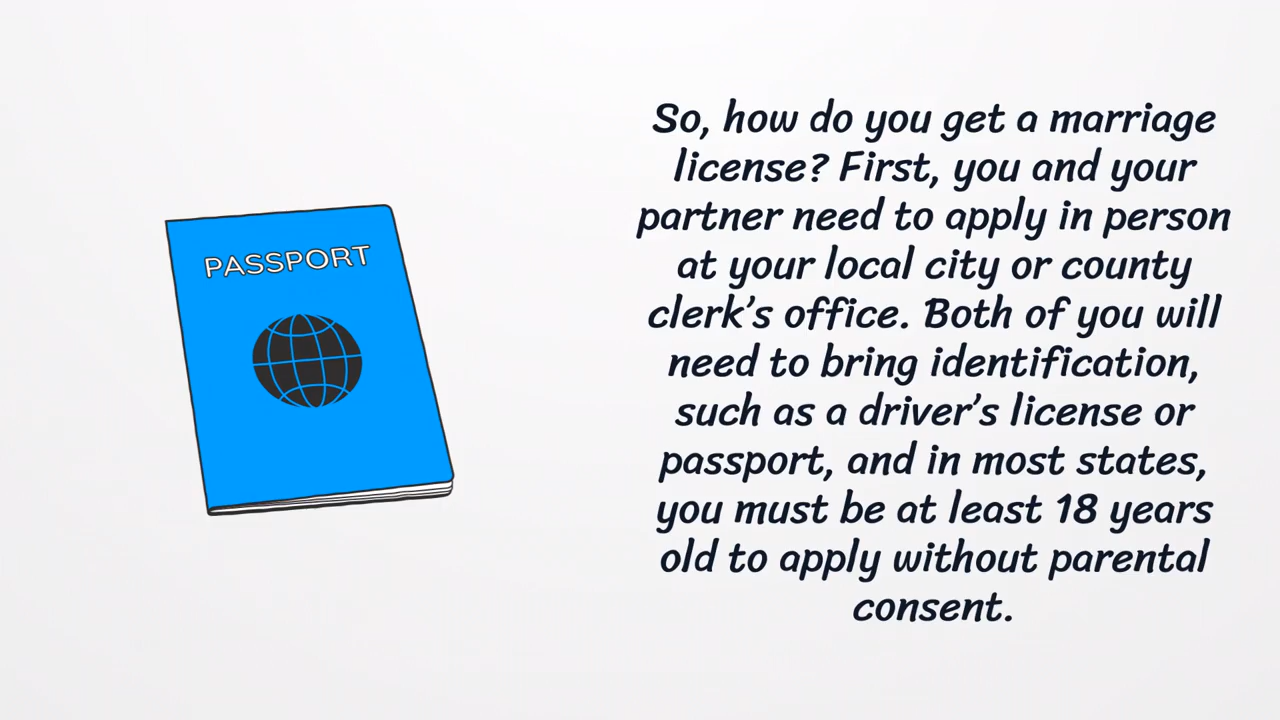 PASSPORT
So, how do you get a marriage
license? First, you and your
partner need to apply in person
at your local city or county
clerk’s office. Both of you will
need to bring identification,
such as a driver’s license or
passport, and in most states,
you must be at least 18 years
old to apply without parental
consent.